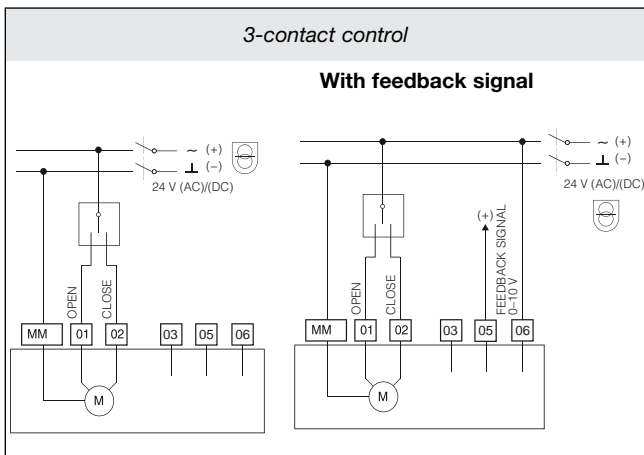 3-contact control
With feedback signal
~ (+)
⊥ (−)
24 V (AC)/(DC)
OPEN
CLOSE
MM 01 02 03 05 06
M
~ (+)
⊥ (−)
24 V (AC)/(DC)
(+)
FEEDBACK SIGNAL
0–10 V
OPEN
CLOSE
MM 01 02 03 05 06
M